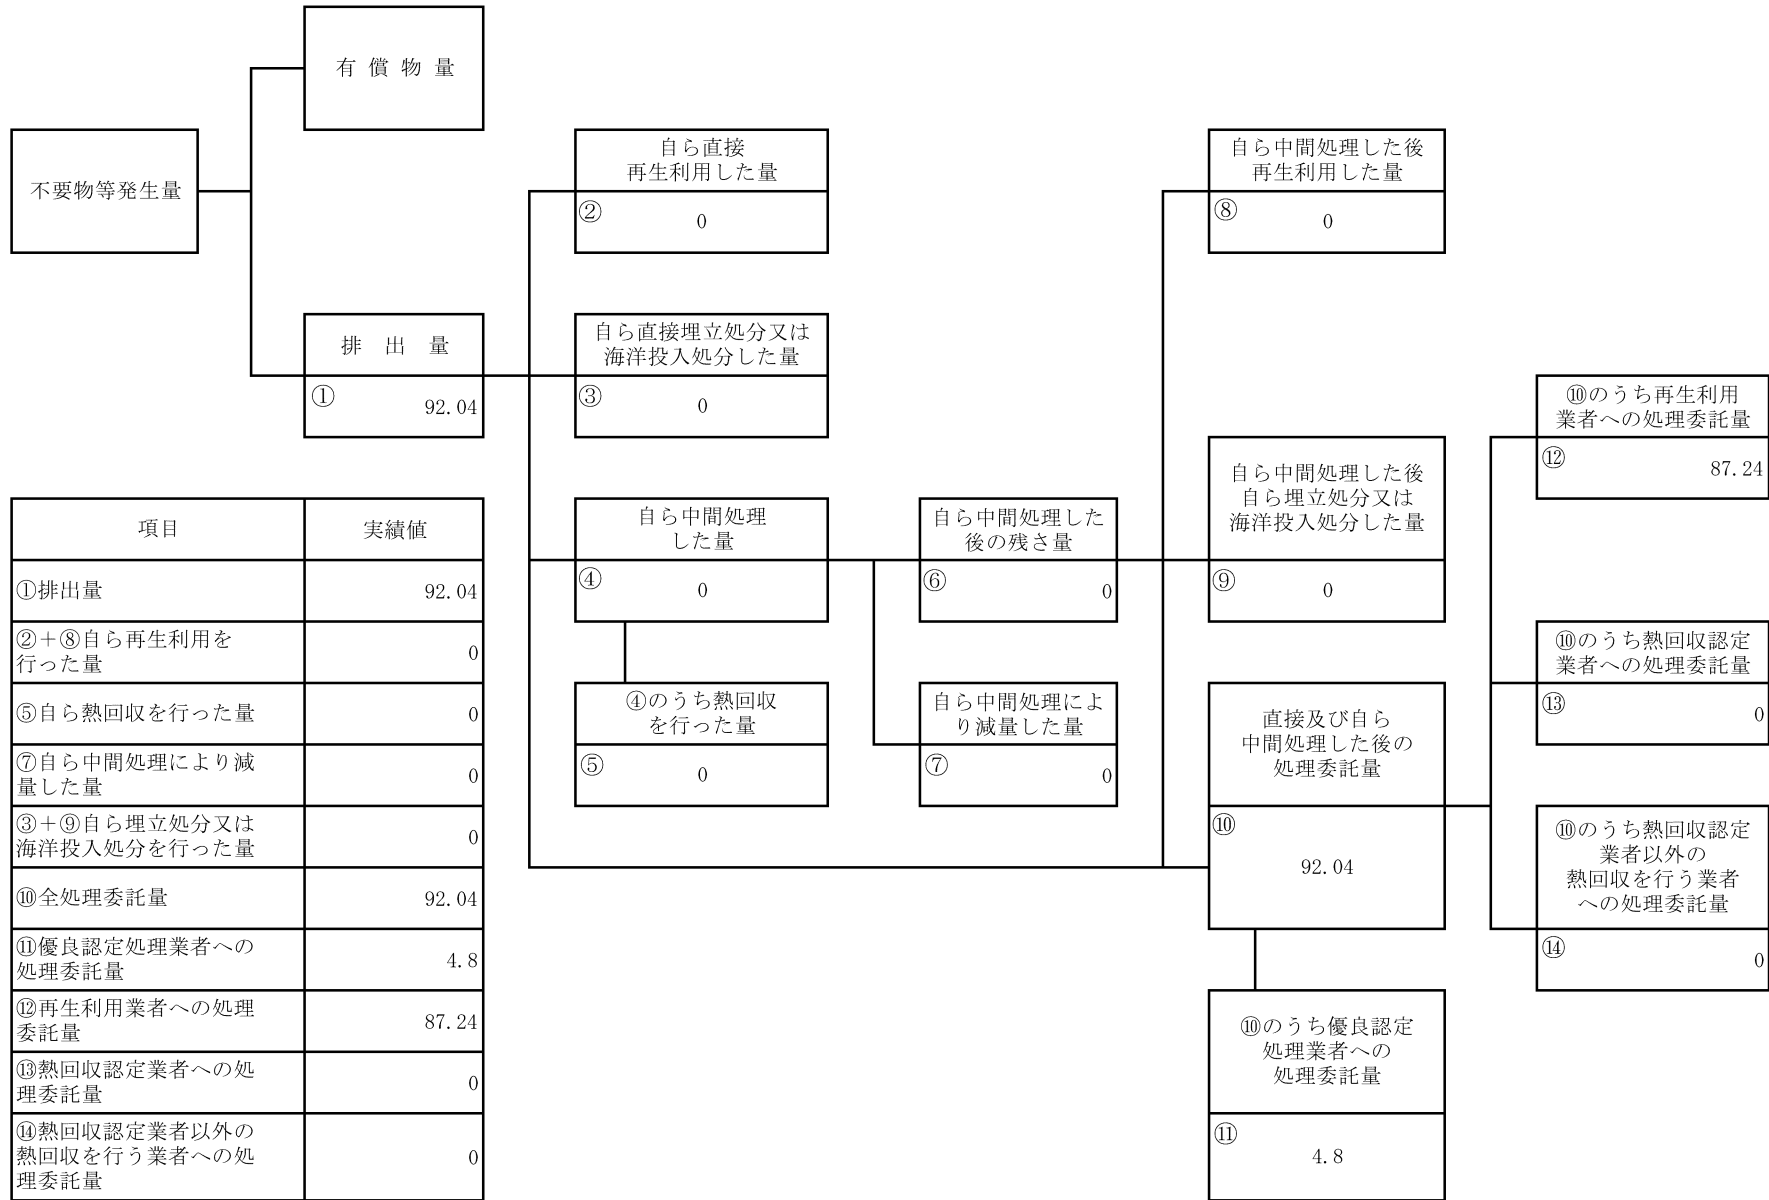 有償物量
不要物等発生量
自ら直接
再生利用した量
② 0
自ら中間処理した後
再生利用した量
⑧ 0
排出量
① 92.04
自ら直接埋立処分又は
海洋投入処分した量
③ 0
⑩のうち再生利用
業者への処理委託量
⑫ 87.24
自ら中間処理
した量
④ 0
自ら中間処理した
後の残さ量
⑥ 0
自ら中間処理した後
自ら埋立処分又は
海洋投入処分した量
⑨ 0
⑩のうち熱回収認定
業者への処理委託量
⑬ 0
④のうち熱回収
を行った量
⑤ 0
自ら中間処理によ
り減量した量
⑦ 0
直接及び自ら
中間処理した後の
処理委託量
⑩ 92.04
⑩のうち熱回収認定
業者以外の
熱回収を行う業者
への処理委託量
⑭ 0
⑩のうち優良認定
処理業者への
処理委託量
⑪ 4.8
項目 実績値
①排出量 92.04
②+⑧自ら再生利用を
行った量 0
⑤自ら熱回収を行った量 0
⑦自ら中間処理により減
量した量 0
③+⑨自ら埋立処分又は
海洋投入処分を行った量 0
⑩全処理委託量 92.04
⑪優良認定処理業者への
処理委託量 4.8
⑫再生利用業者への処理
委託量 87.24
⑬熱回収認定業者への処
理委託量 0
⑭熱回収認定業者以外の
熱回収を行う業者への処
理委託量 0